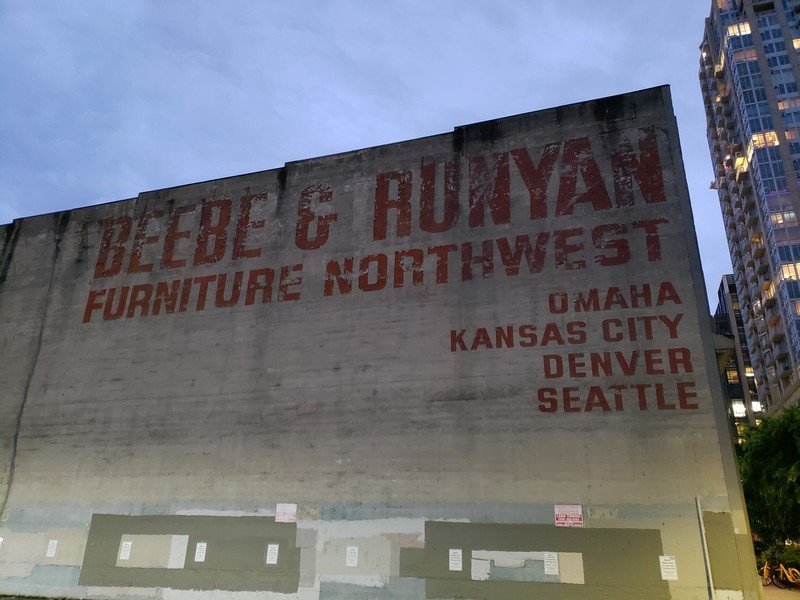 BEEBE & RUNYAN
FURNITURE NORTHWEST
OMAHA
KANSAS CITY
DENVER
SEATTLE